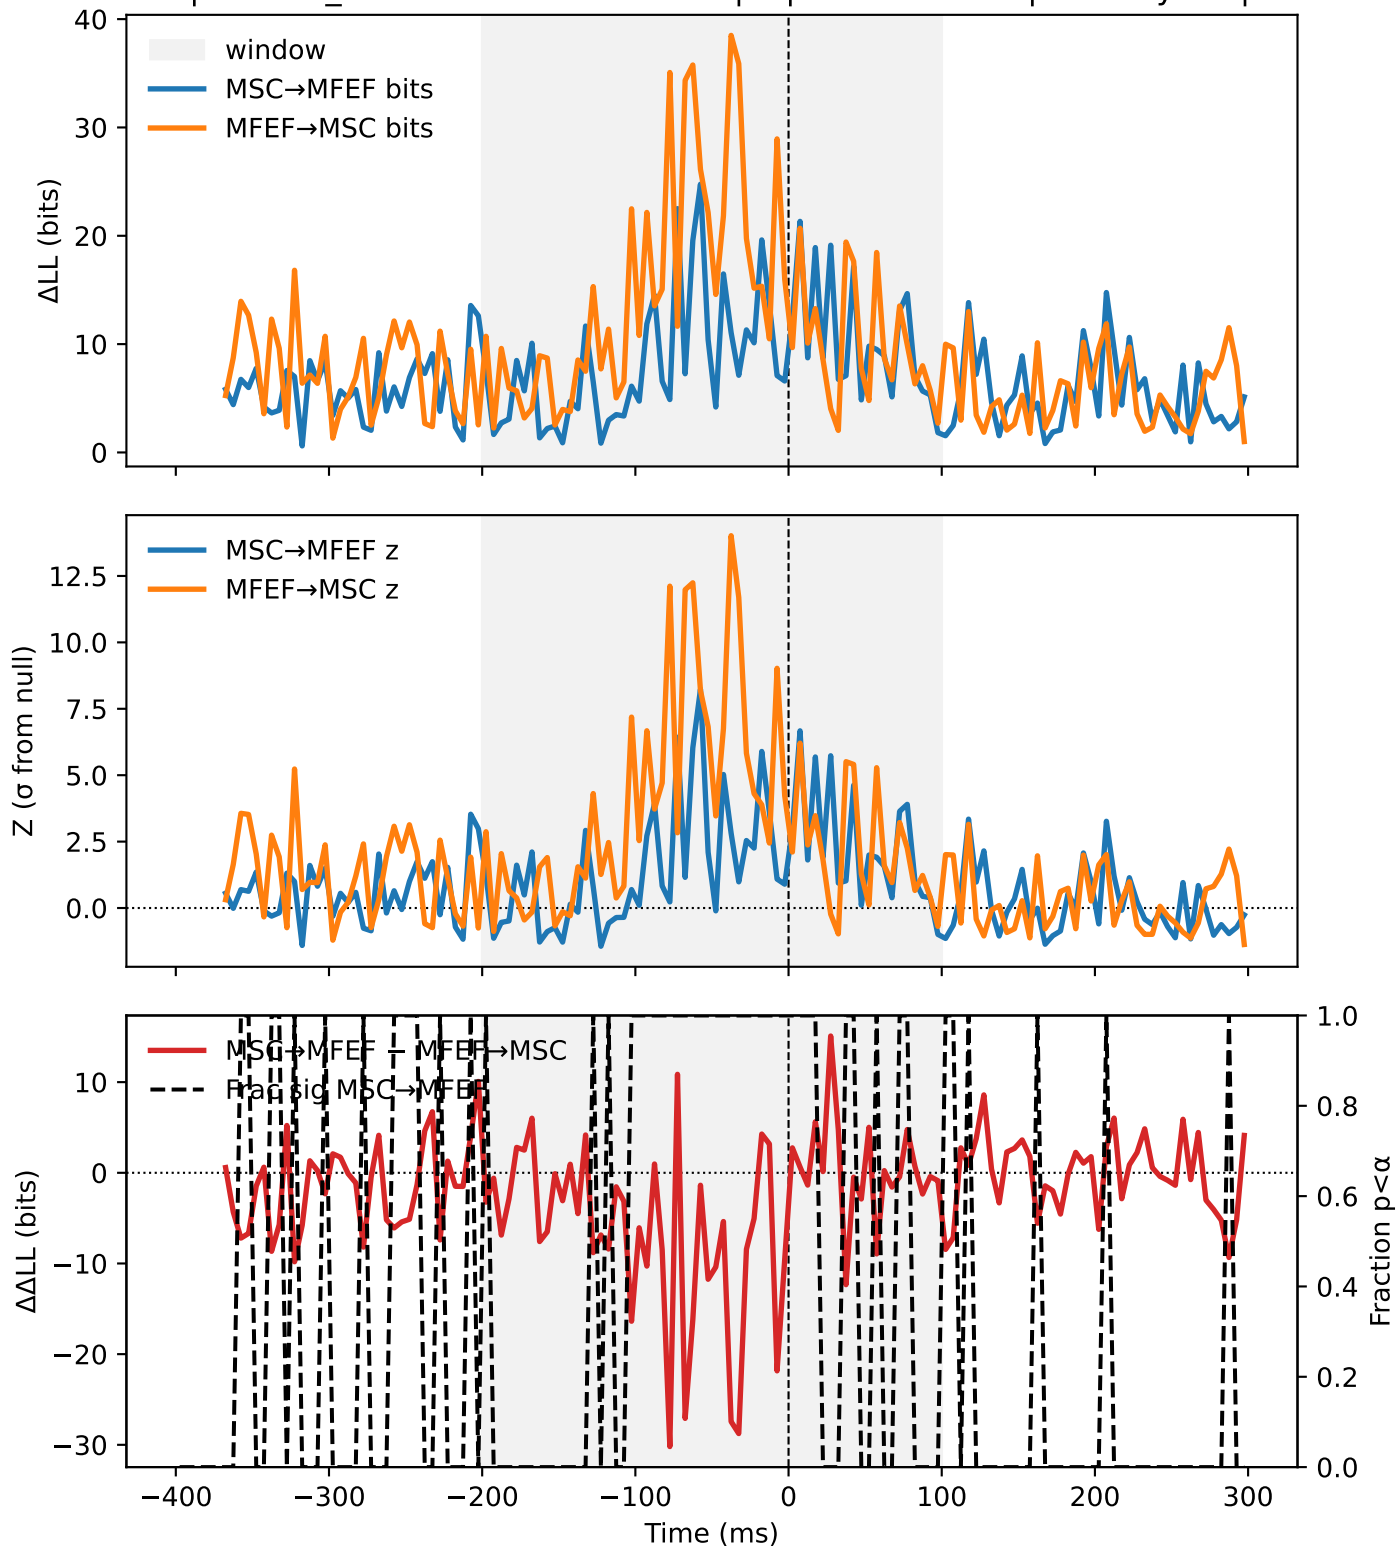 40
30
20
10
0
ΔLL (bits)
window
MSC→MFEF bits
MFEF→MSC bits
12.5
10.0
7.5
5.0
2.5
0.0
Z (σ from null)
MSC→MFEF z
MFEF→MSC z
10
0
−10
−20
−30
ΔΔLL (bits)
MSC→MFEF − MFEF→MSC
Frac sig MSC→MFEF
1.0
0.8
0.6
0.4
0.2
0.0
Fraction p<α
−400 −300 −200 −100 0 100 200 300
Time (ms)